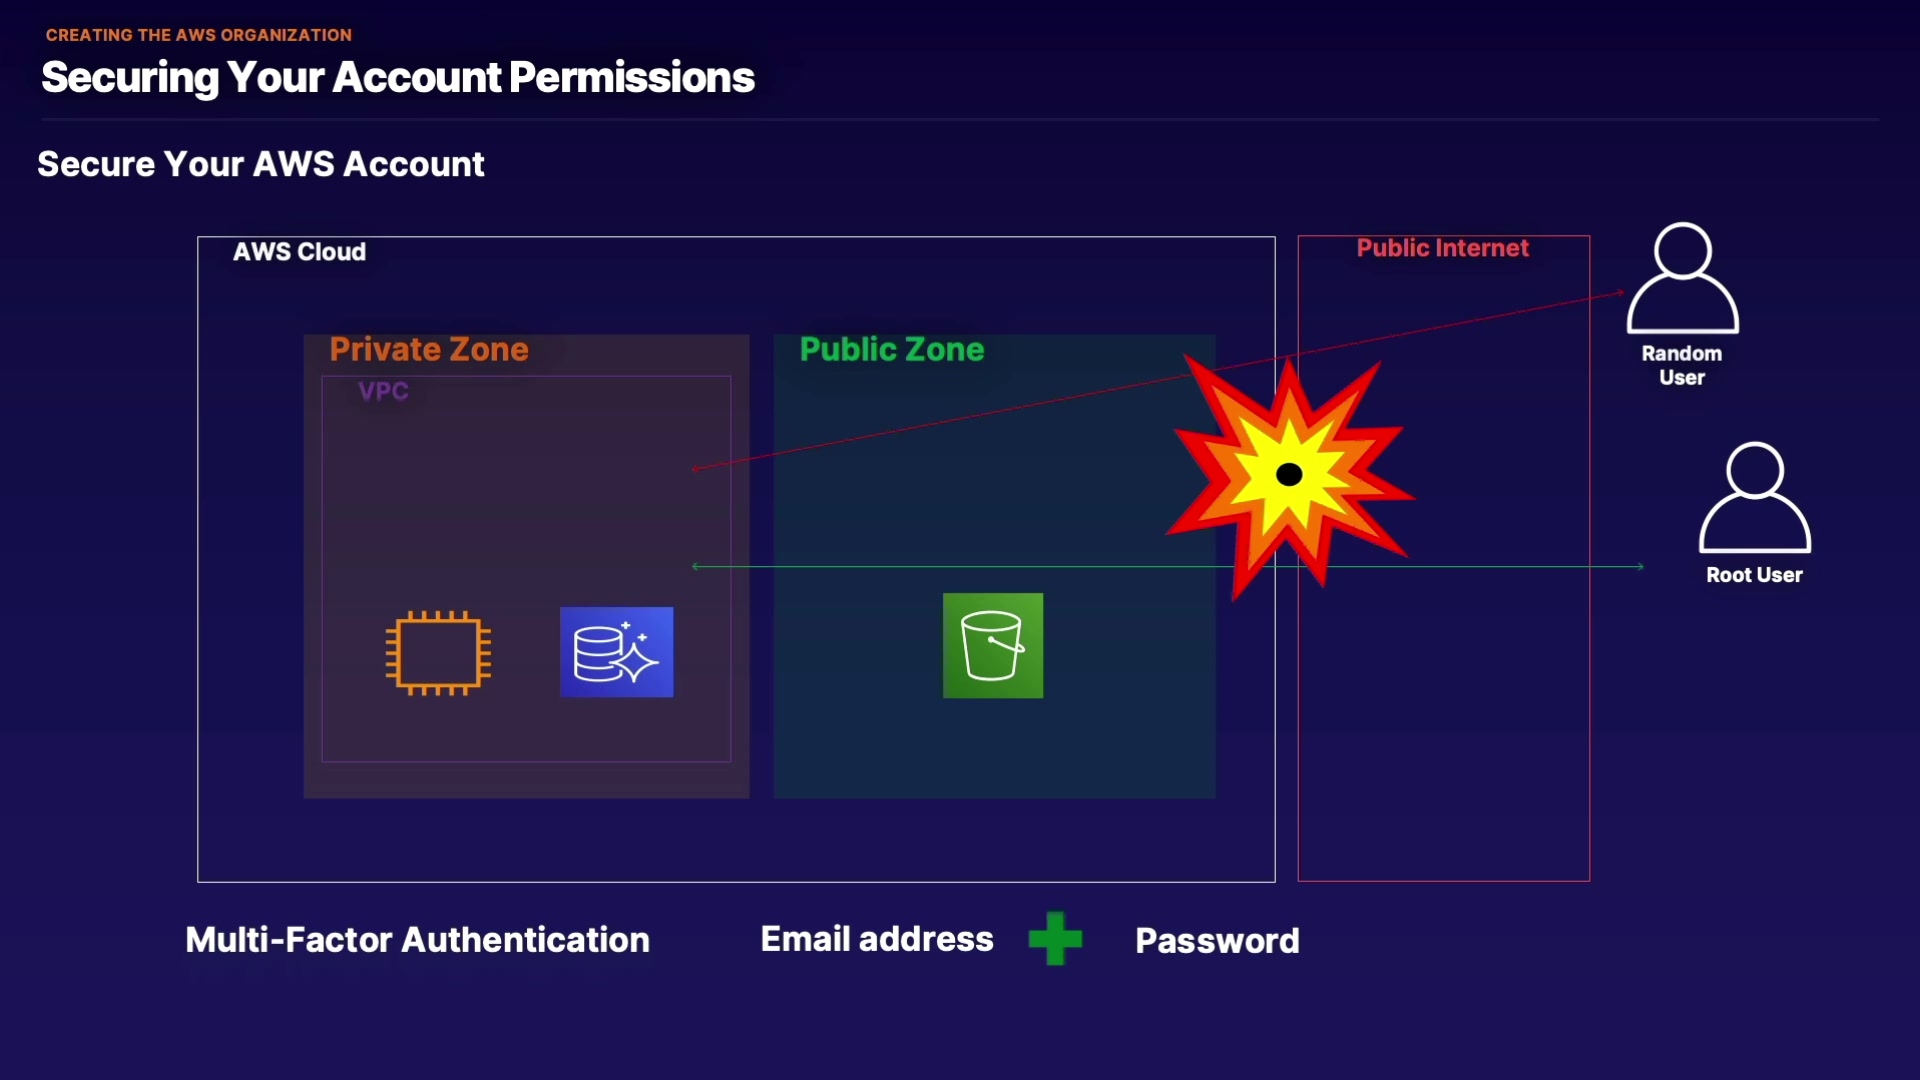 CREATING THE AWS ORGANIZATION
Securing Your Account Permissions
Secure Your AWS Account
AWS Cloud
Public Internet
Private Zone
VPC
Public Zone
Random
User
Root User
Multi-Factor Authentication
Email address
Password